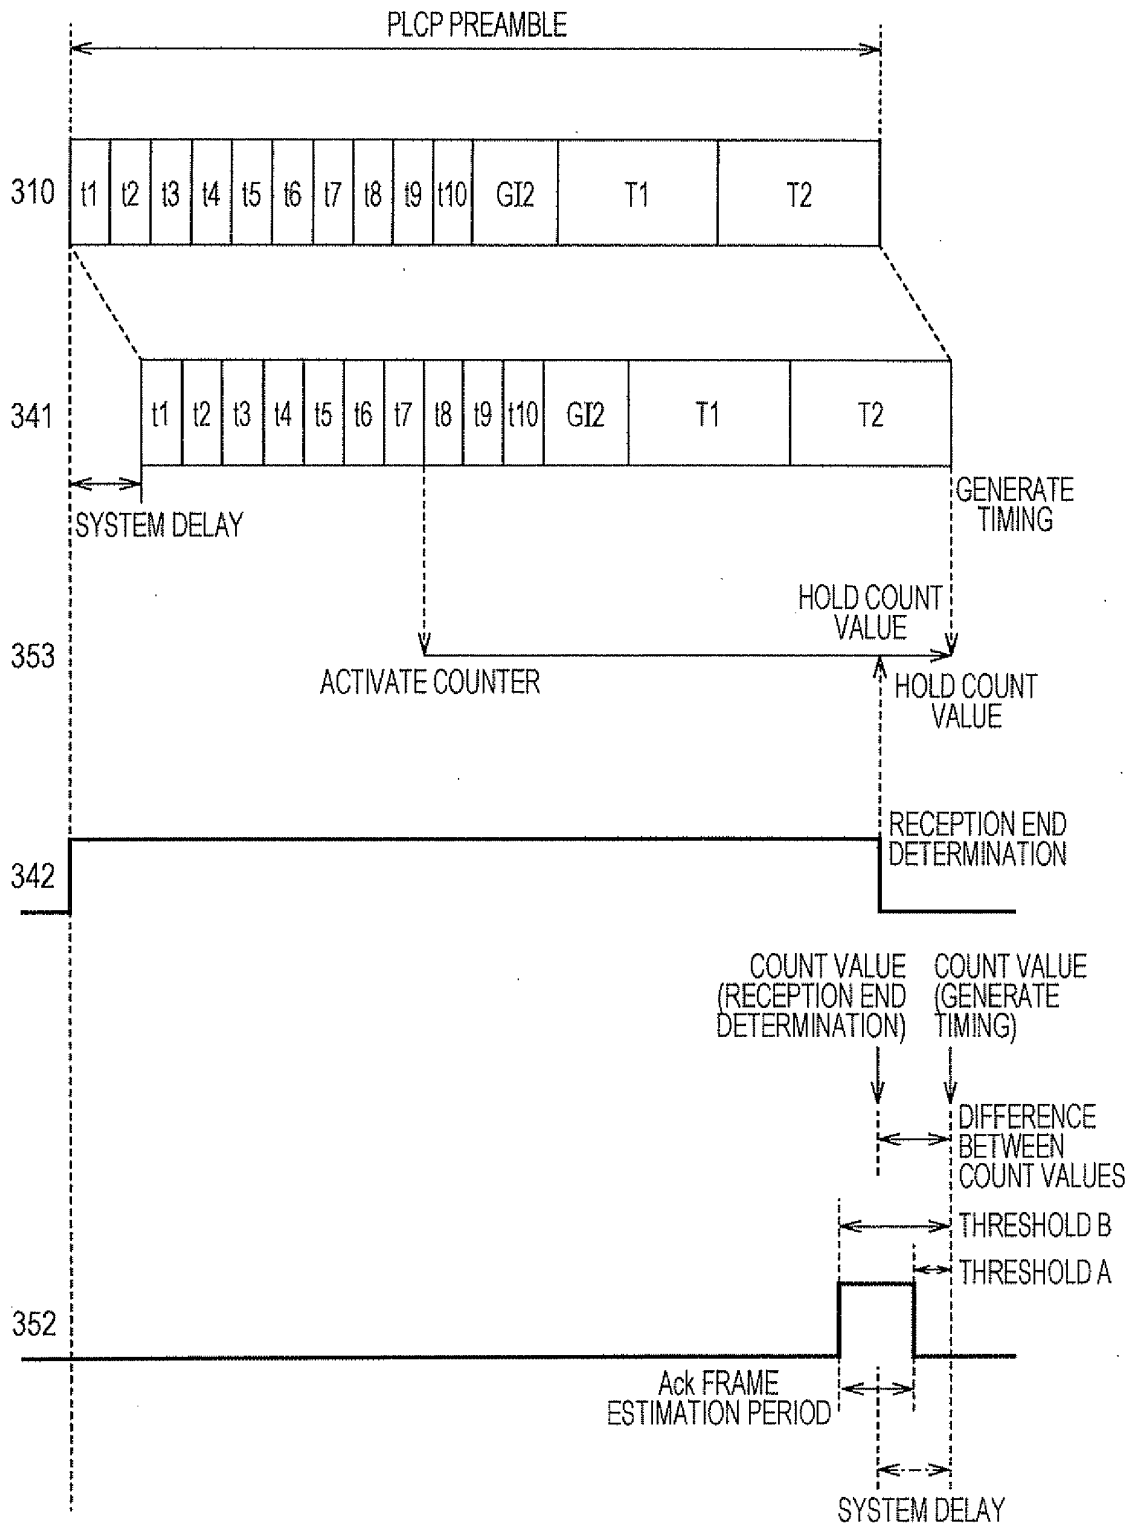 PLCP PREAMBLE
310 t1 t2 t3 t4 t5 t6 t7 t8 t9 t10 GI2 T1 T2
341 t1 t2 t3 t4 t5 t6 t7 t8 t9 t10 GI2 T1 T2
SYSTEM DELAY
GENERATE
TIMING
HOLD COUNT
VALUE
353
ACTIVATE COUNTER
HOLD COUNT
VALUE
RECEPTION END
DETERMINATION
342
COUNT VALUE
(RECEPTION END
DETERMINATION)
COUNT VALUE
(GENERATE
TIMING)
DIFFERENCE
BETWEEN
COUNT VALUES
THRESHOLD B
THRESHOLD A
352
Ack FRAME
ESTIMATION PERIOD
SYSTEM DELAY